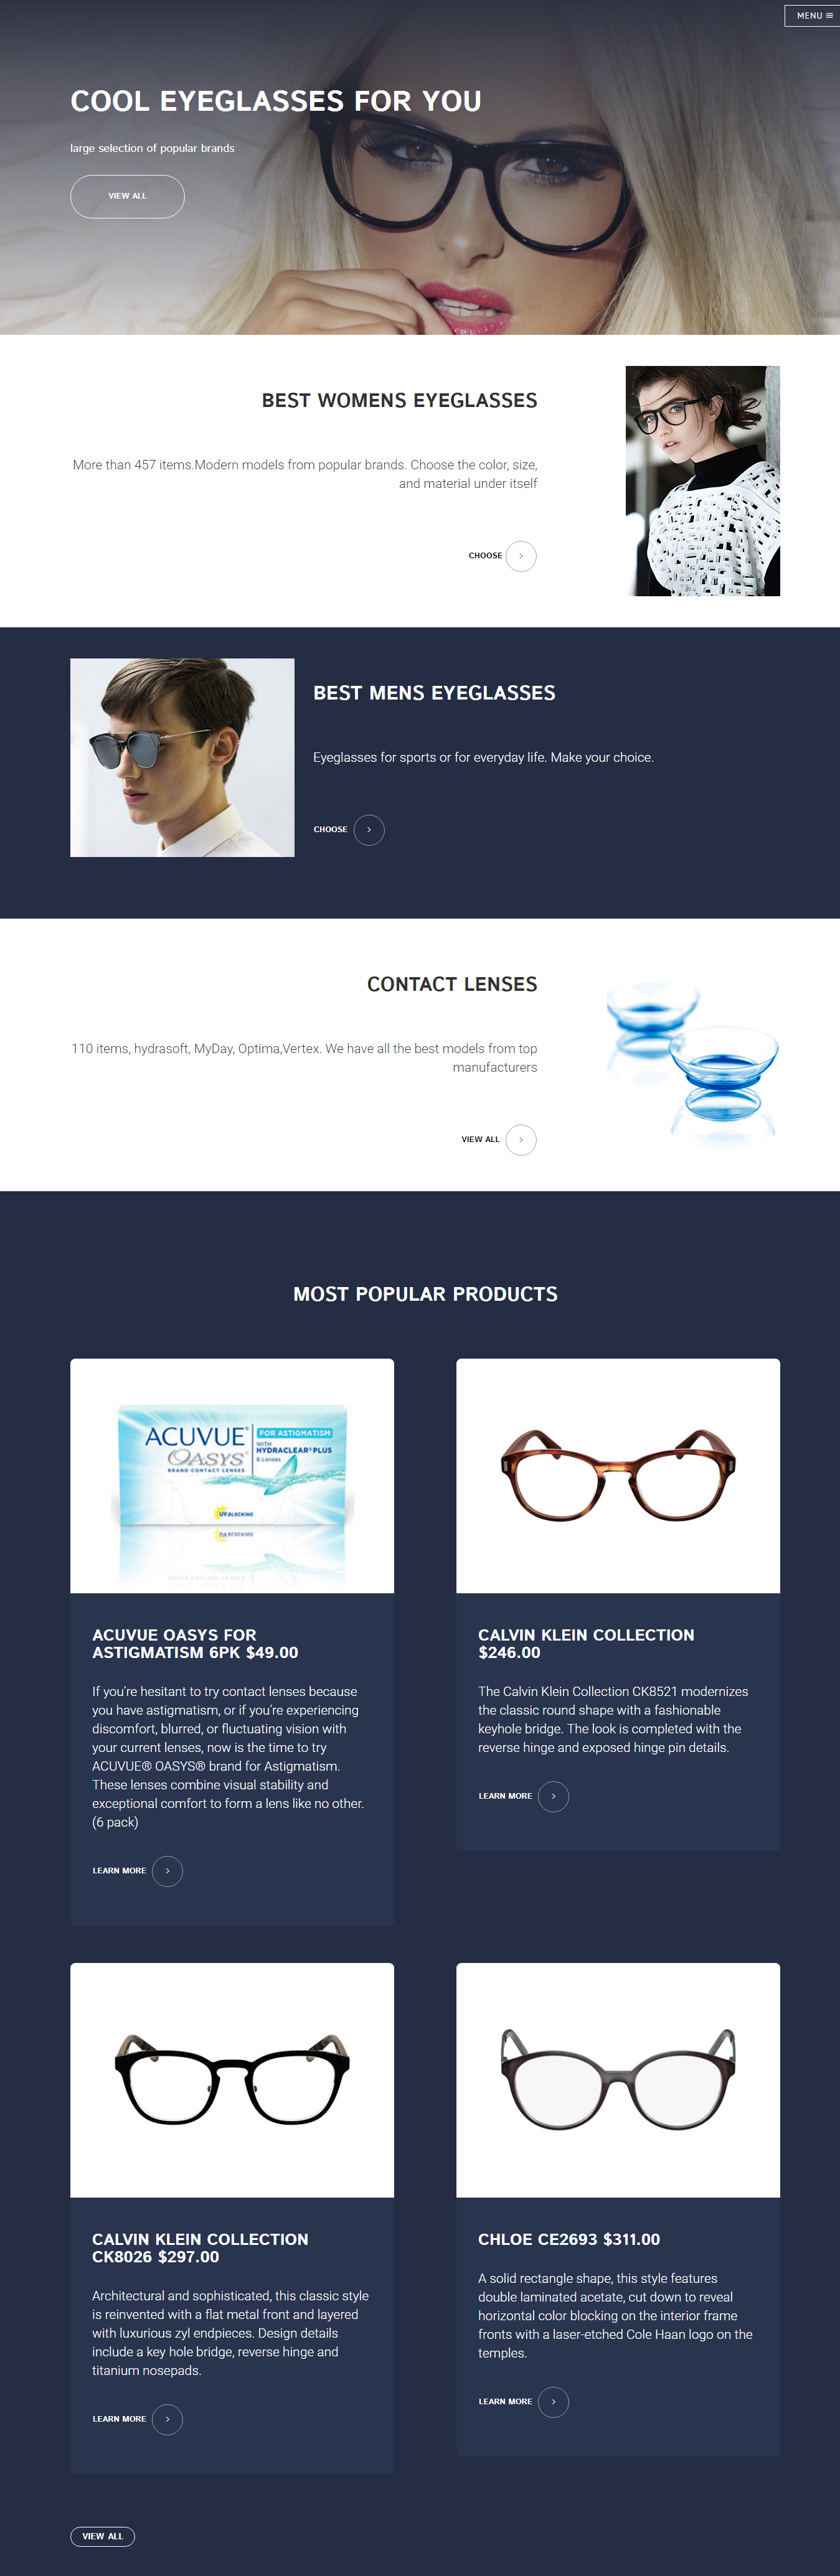 MENU
COOL EYEGLASSES FOR YOU
large selection of popular brands
VIEW ALL
BEST WOMENS EYEGLASSES
More than 457 items.Modern models from popular brands. Choose the color, size,
and material under itself
CHOOSE
BEST MENS EYEGLASSES
Eyeglasses for sports or for everyday life. Make your choice.
CHOOSE
CONTACT LENSES
110 items, hydrasoft, MyDay, Optima,Vertex. We have all the best models from top
manufacturers
VIEW ALL
MOST POPULAR PRODUCTS
ACUVUE®
OASYS®
BRAND CONTACT LENSES
FOR ASTIGMATISM
WITH
HYDRACLEAR® PLUS
6 Lenses
UV BLOCKING
ACUVUE OASYS FOR
ASTIGMATISM 6PK $49.00
If you’re hesitant to try contact lenses because
you have astigmatism, or if you’re experiencing
discomfort, blurred, or fluctuating vision with
your current lenses, now is the time to try
ACUVUE® OASYS® brand for Astigmatism.
These lenses combine visual stability and
exceptional comfort to form a lens like no other.
(6 pack)
LEARN MORE
CALVIN KLEIN COLLECTION
$246.00
The Calvin Klein Collection CK8521 modernizes
the classic round shape with a fashionable
keyhole bridge. The look is completed with the
reverse hinge and exposed hinge pin details.
LEARN MORE
CALVIN KLEIN COLLECTION
CK8026 $297.00
Architectural and sophisticated, this classic style
is reinvented with a flat metal front and layered
with luxurious zyl endpieces. Design details
include a key hole bridge, reverse hinge and
titanium nosepads.
LEARN MORE
CHLOE CE2693 $311.00
A solid rectangle shape, this style features
double laminated acetate, cut down to reveal
horizontal color blocking on the interior frame
fronts with a laser-etched Cole Haan logo on the
temples.
LEARN MORE
VIEW ALL